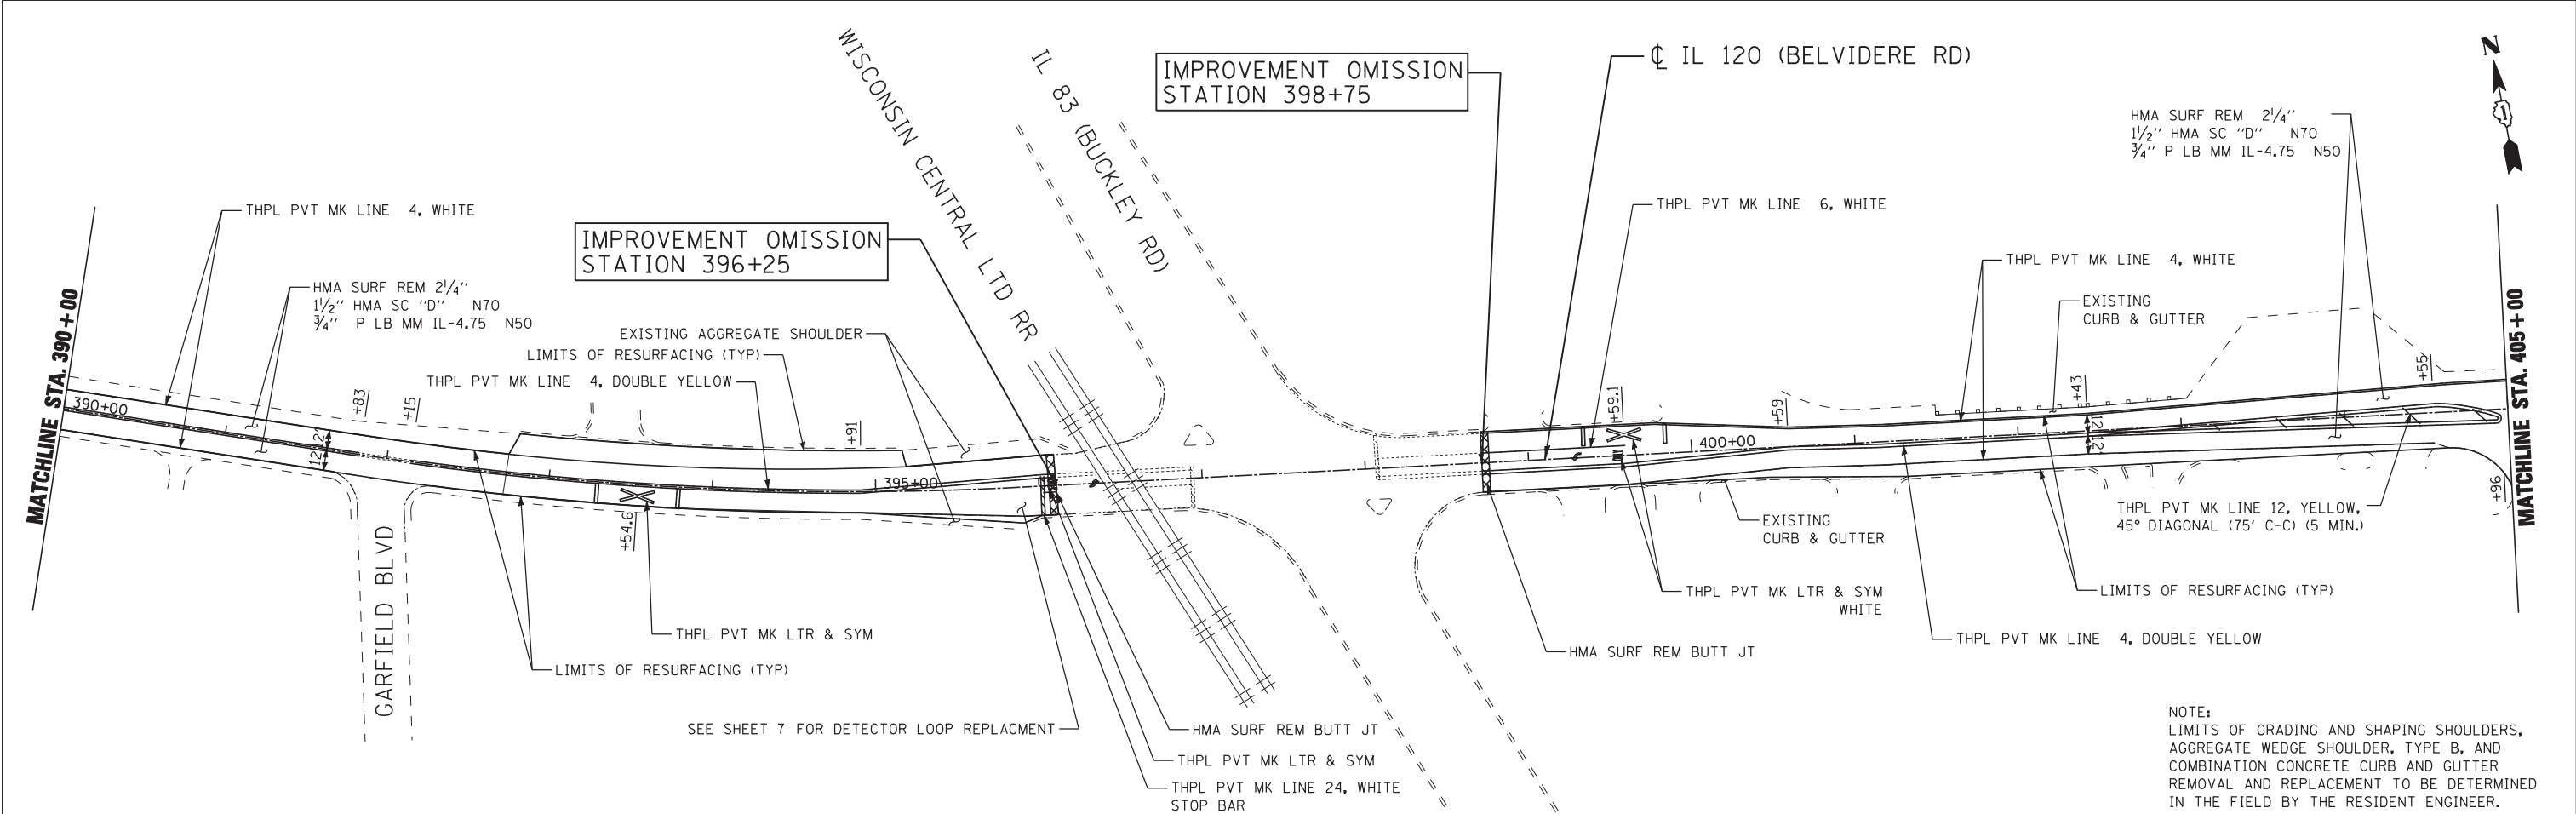 MATCHLINE STA. 390+00
THPL PVT MK LINE 4, WHITE
HMA SURF REM 2 1/4"
1 1/2" HMA SC "D" N70
3/4" P LB MM IL-4.75 N50
390+00
+83
+15
12'
12'
GARFIELD BLVD
IMPROVEMENT OMISSION
STATION 396+25
EXISTING AGGREGATE SHOULDER
LIMITS OF RESURFACING (TYP)
THPL PVT MK LINE 4, DOUBLE YELLOW
+91
395+00
+54.6
THPL PVT MK LTR & SYM
LIMITS OF RESURFACING (TYP)
SEE SHEET 7 FOR DETECTOR LOOP REPLACMENT
HMA SURF REM BUTT JT
THPL PVT MK LTR & SYM
THPL PVT MK LINE 24, WHITE
STOP BAR
WISCONSIN CENTRAL LTD RR
IL 83 (BUCKLEY RD)
IMPROVEMENT OMISSION
STATION 398+75
℄ IL 120 (BELVIDERE RD)
THPL PVT MK LINE 6, WHITE
+59.1
+59
400+00
THPL PVT MK LINE 4, WHITE
EXISTING
CURB & GUTTER
HMA SURF REM 2 1/4"
1 1/2" HMA SC "D" N70
3/4" P LB MM IL-4.75 N50
N
+43
+55
12'
12'
+96
MATCHLINE STA. 405+00
THPL PVT MK LINE 12, YELLOW,
45° DIAGONAL (75' C-C) (5 MIN.)
EXISTING
CURB & GUTTER
THPL PVT MK LTR & SYM
WHITE
LIMITS OF RESURFACING (TYP)
THPL PVT MK LINE 4, DOUBLE YELLOW
HMA SURF REM BUTT JT
NOTE:
LIMITS OF GRADING AND SHAPING SHOULDERS,
AGGREGATE WEDGE SHOULDER, TYPE B, AND
COMBINATION CONCRETE CURB AND GUTTER
REMOVAL AND REPLACEMENT TO BE DETERMINED
IN THE FIELD BY THE RESIDENT ENGINEER.